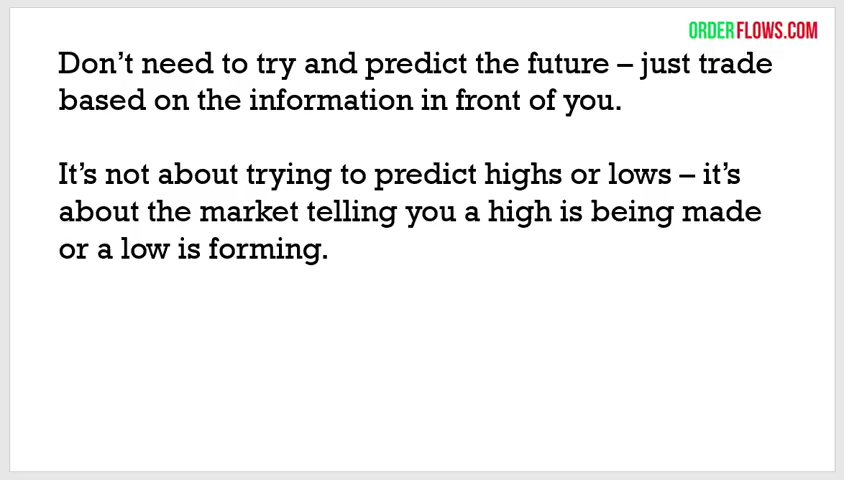 ORDERFLOWS.COM
Don’t need to try and predict the future – just trade
based on the information in front of you.
It’s not about trying to predict highs or lows – it’s
about the market telling you a high is being made
or a low is forming.